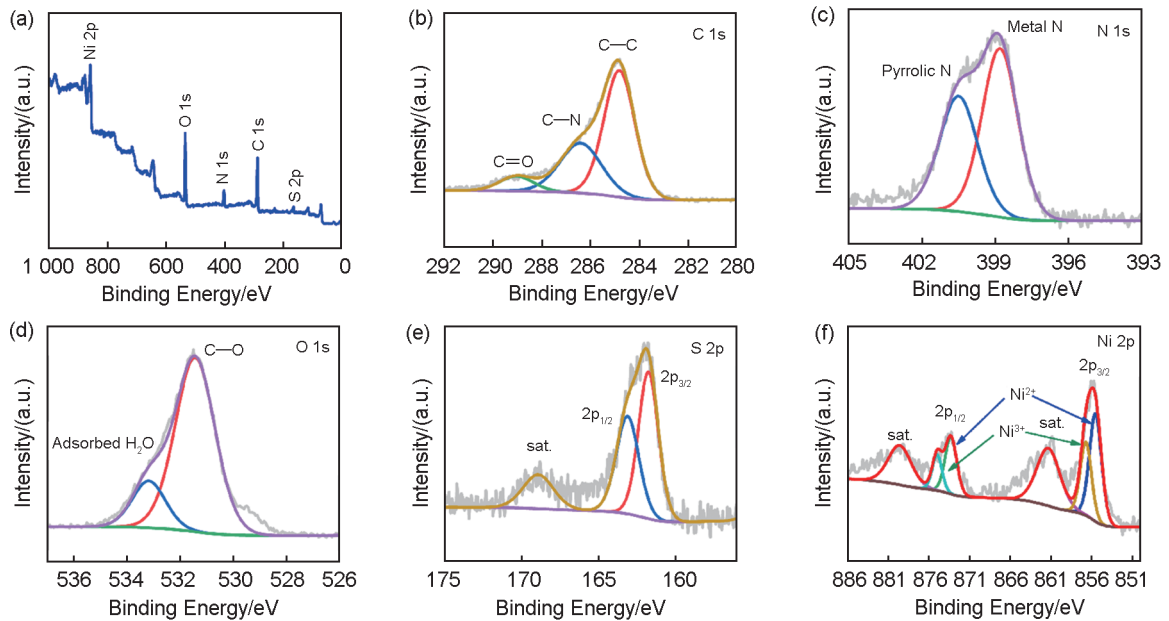 (a)
Ni 2p
O 1s
N 1s
C 1s
S 2p
Intensity/(a.u.)
1 000 800 600 400 200 0
Binding Energy/eV
(b)
C 1s
C—C
C—N
C=O
Intensity/(a.u.)
292 290 288 286 284 282 280
Binding Energy/eV
(c)
Metal N
N 1s
Pyrrolic N
Intensity/(a.u.)
405 402 399 396 393
Binding Energy/eV
(d)
O 1s
C—O
Adsorbed H₂O
Intensity/(a.u.)
536 534 532 530 528 526
Binding Energy/eV
(e)
S 2p
2p₃/₂
2p₁/₂
sat.
Intensity/(a.u.)
175 170 165 160
Binding Energy/eV
(f)
Ni 2p
2p₃/₂
Ni²⁺
2p₁/₂
sat.
Ni³⁺
sat.
Intensity/(a.u.)
886 881 876 871 866 861 856 851
Binding Energy/eV